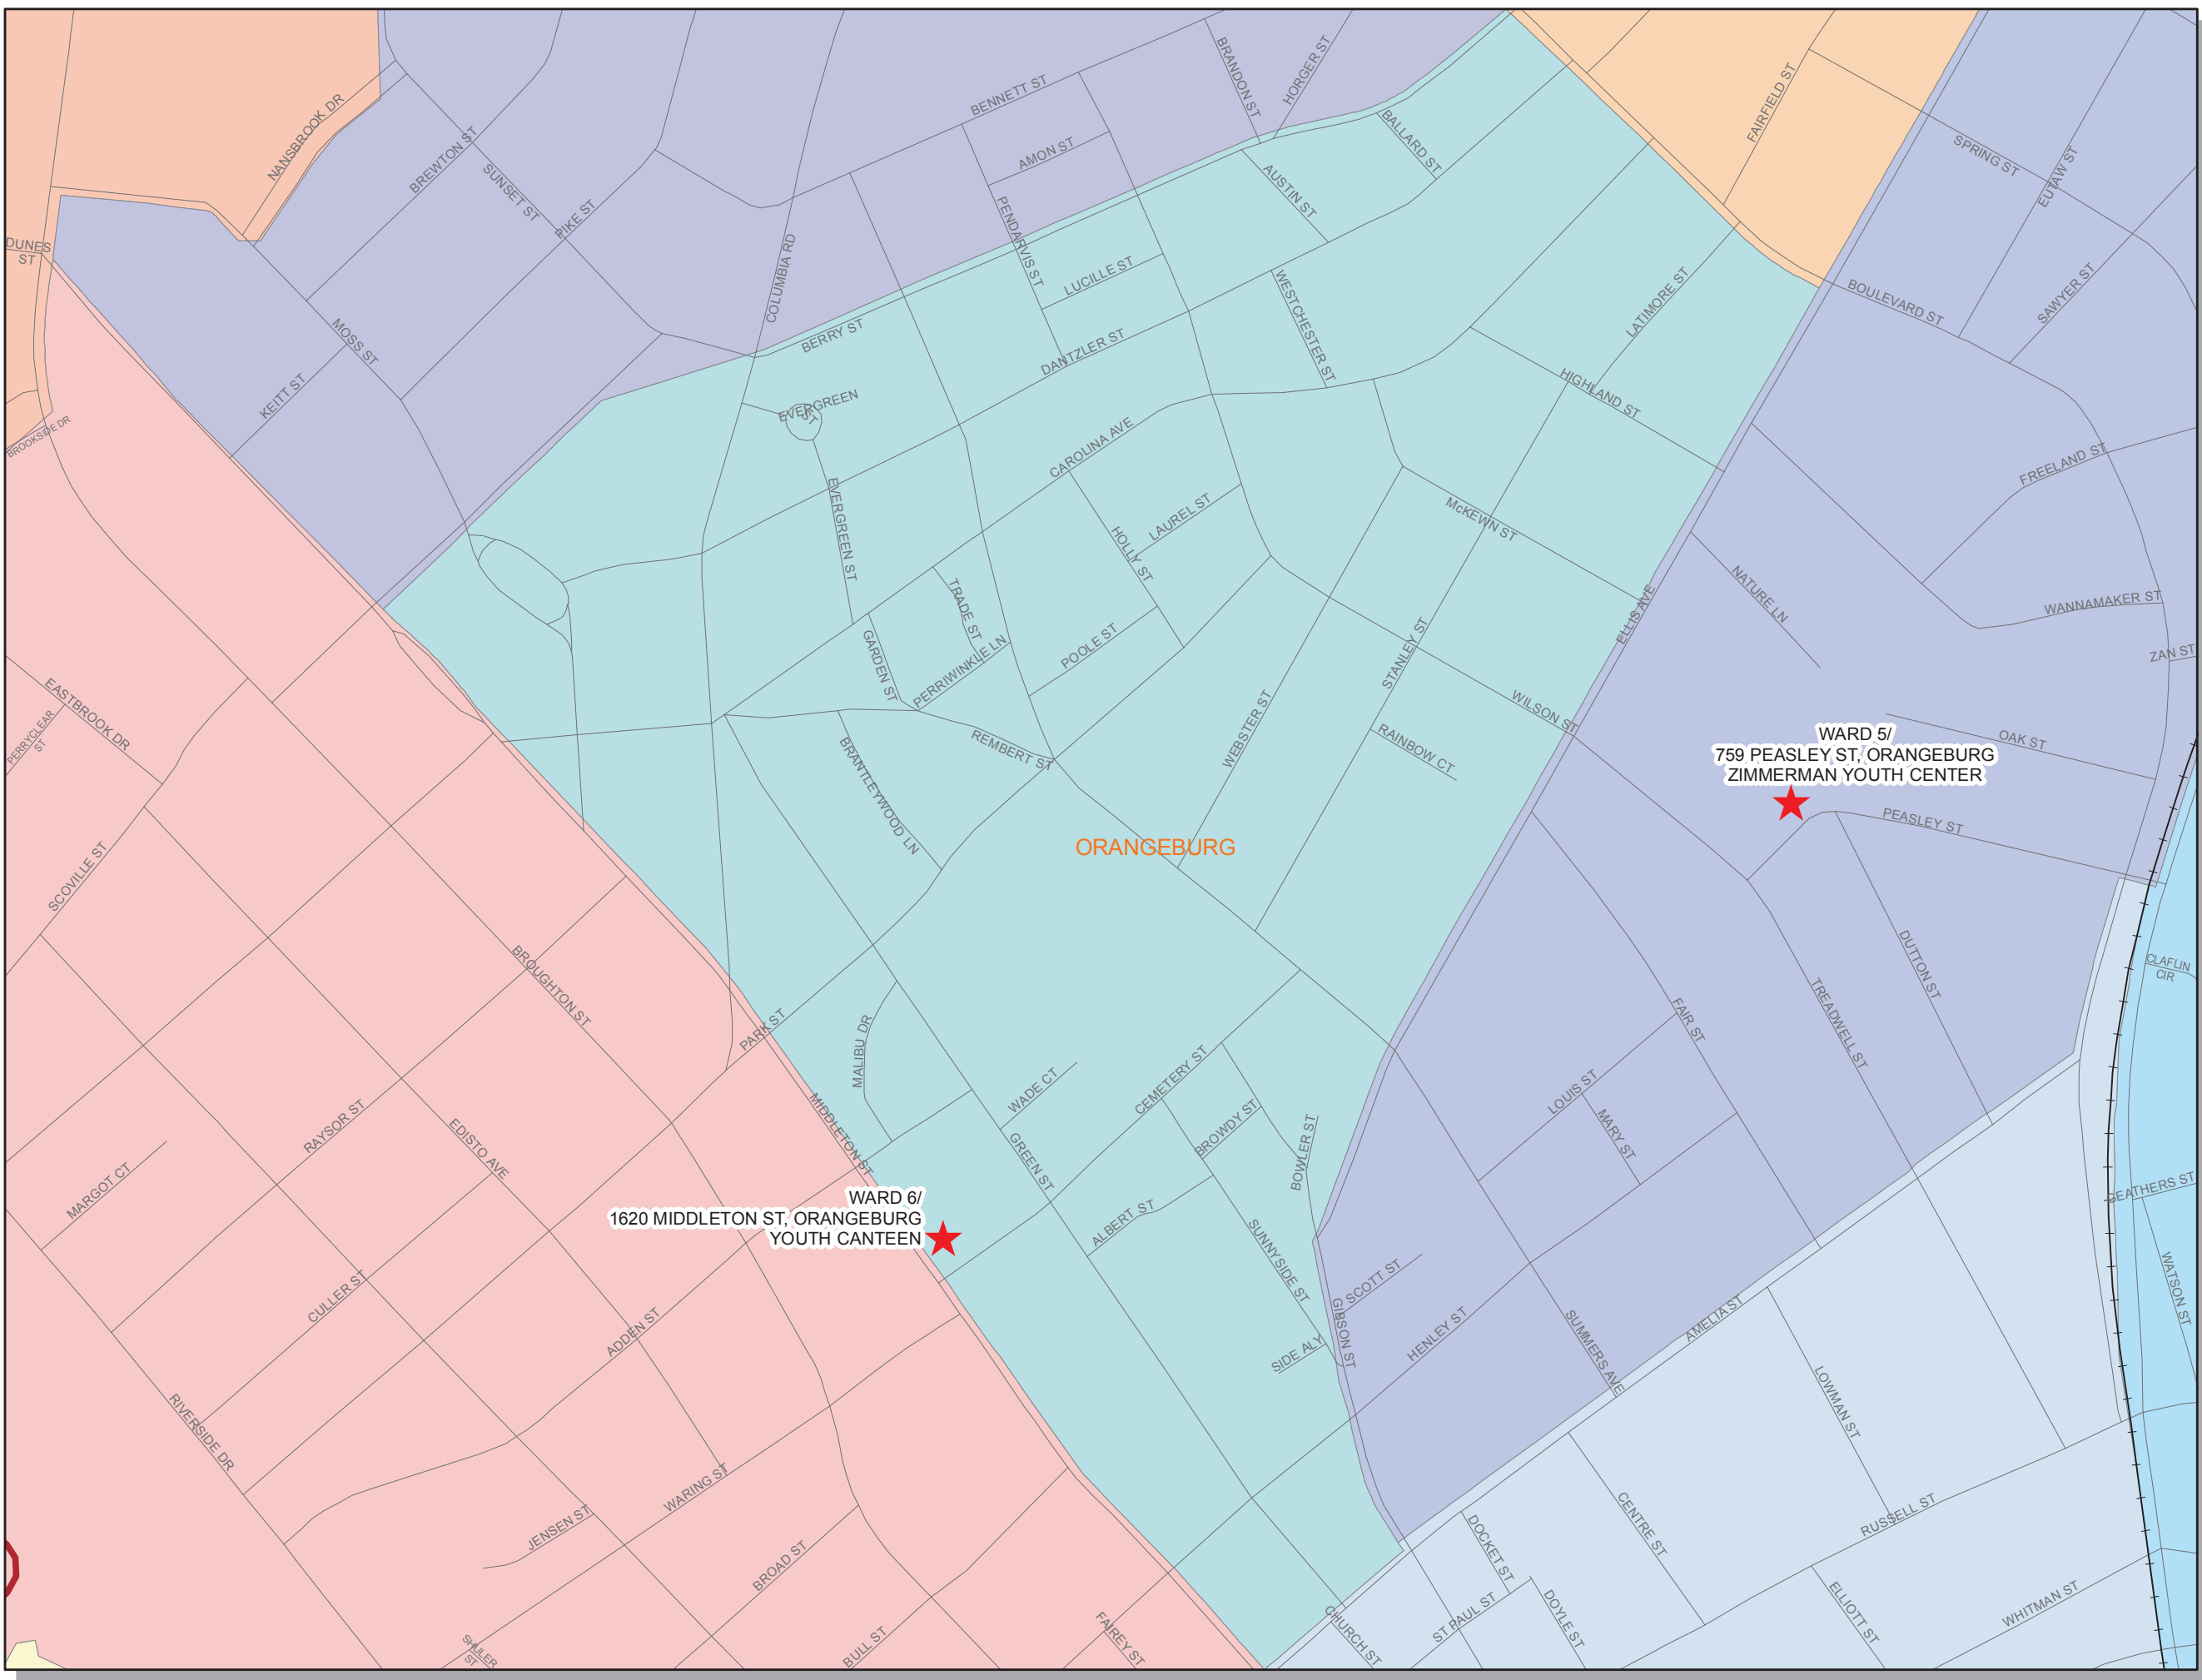 BRANDON ST
HORGER ST
BENNETT ST
FAIRFIELD ST
NANSBROOK DR
BREWTON ST
SUNSET ST
PIKE ST
AMON ST
BALLARD ST
AUSTIN ST
SPRING ST
EUTAW ST
DUNES
ST
COLUMBIA RD
PENDARVIS ST
LUCILLE ST
WESTCHESTER ST
LATIMORE ST
BOULEVARD ST
SAWYER ST
MOSS ST
BERRY ST
DANTZLER ST
KEITT ST
EVERGREEN
ST
HIGHLAND ST
BROOKSIDE DR
CAROLINA AVE
FREELAND ST
EVERGREEN ST
LAUREL ST
HOLLY ST
McKEWN ST
TRADE ST
NATURE LN
WANNAMAKER ST
ELLIS AVE
GARDEN ST
PERRIWINKLE LN
POOLE ST
STANLEY ST
ZAN ST
EASTBROOK DR
PERRYCLEAR
ST
WEBSTER ST
WILSON ST
REMBERT ST
RAINBOW CT
OAK ST
WARD 5/
759 PEASLEY ST, ORANGEBURG
ZIMMERMAN YOUTH CENTER
BRANTLEYWOOD LN
PEASLEY ST
ORANGEBURG
SCOVILLE ST
BROUGHTON ST
DUTTON ST
CLAFLIN
CIR
PARK ST
MALIBU DR
FAIR ST
TREADWELL ST
WADE CT
CEMETERY ST
LOUIS ST
MARY ST
RAYSOR ST
EDISTO AVE
MIDDLETON ST
GREEN ST
BROWDY ST
BOWLER ST
MARGOT CT
GEATHERS ST
WARD 6/
1620 MIDDLETON ST, ORANGEBURG
YOUTH CANTEEN
ALBERT ST
SUNNYSIDE ST
SCOTT ST
WATSON ST
CULLER ST
ADDEN ST
GIBSON ST
SIDE ALY
HENLEY ST
SUMMERS AVE
AMELIA ST
RIVERSIDE DR
LOWMAN ST
WARING ST
JENSEN ST
CENTRE ST
RUSSELL ST
DOCKET ST
BROAD ST
SHULER
ST
BULL ST
FAIREY ST
CHURCH ST
ST PAUL ST
DOYLE ST
ELLIOTT ST
WHITMAN ST